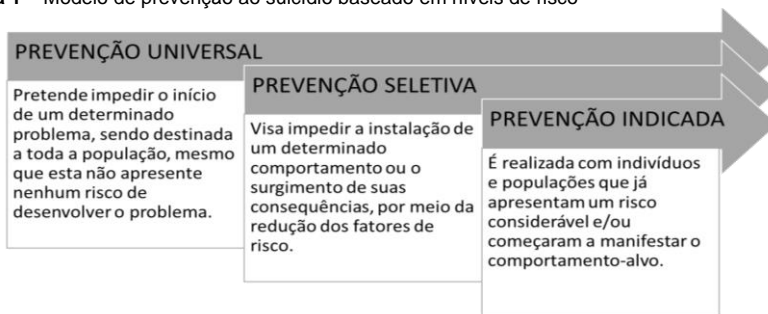 1 – Modelo de prevenção ao suicídio baseado em níveis de risco
PREVENÇÃO UNIVERSAL
Pretende impedir o início
de um determinado
problema, sendo destinada
a toda a população, mesmo
que esta não apresente
nenhum risco de
desenvolver o problema.
PREVENÇÃO SELETIVA
Visa impedir a instalação de
um determinado
comportamento ou o
surgimento de suas
consequências, por meio da
redução dos fatores de
risco.
PREVENÇÃO INDICADA
É realizada com indivíduos
e populações que já
apresentam um risco
considerável e/ou
começaram a manifestar o
comportamento-alvo.